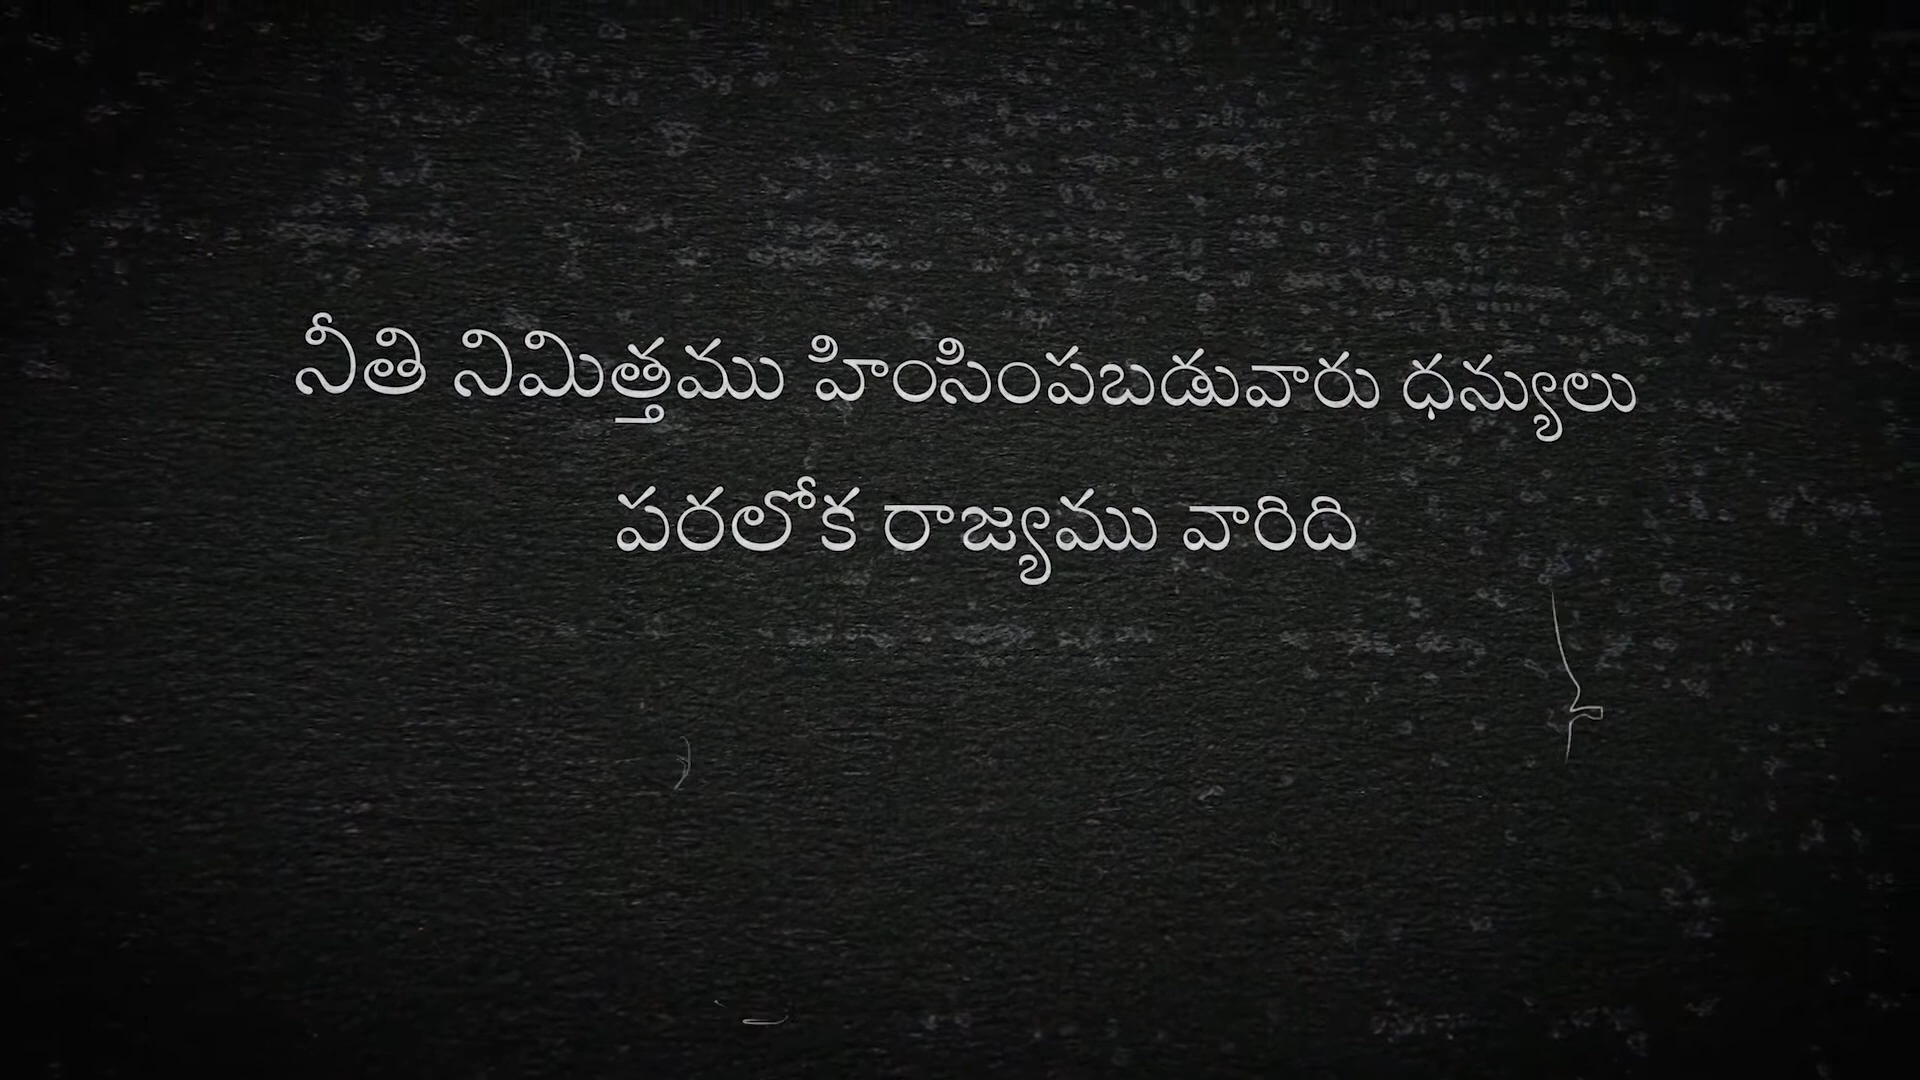 నీతి నిమిత్తము హింసింపబడువారు ధన్యులు
పరలోక రాజ్యము వారిది